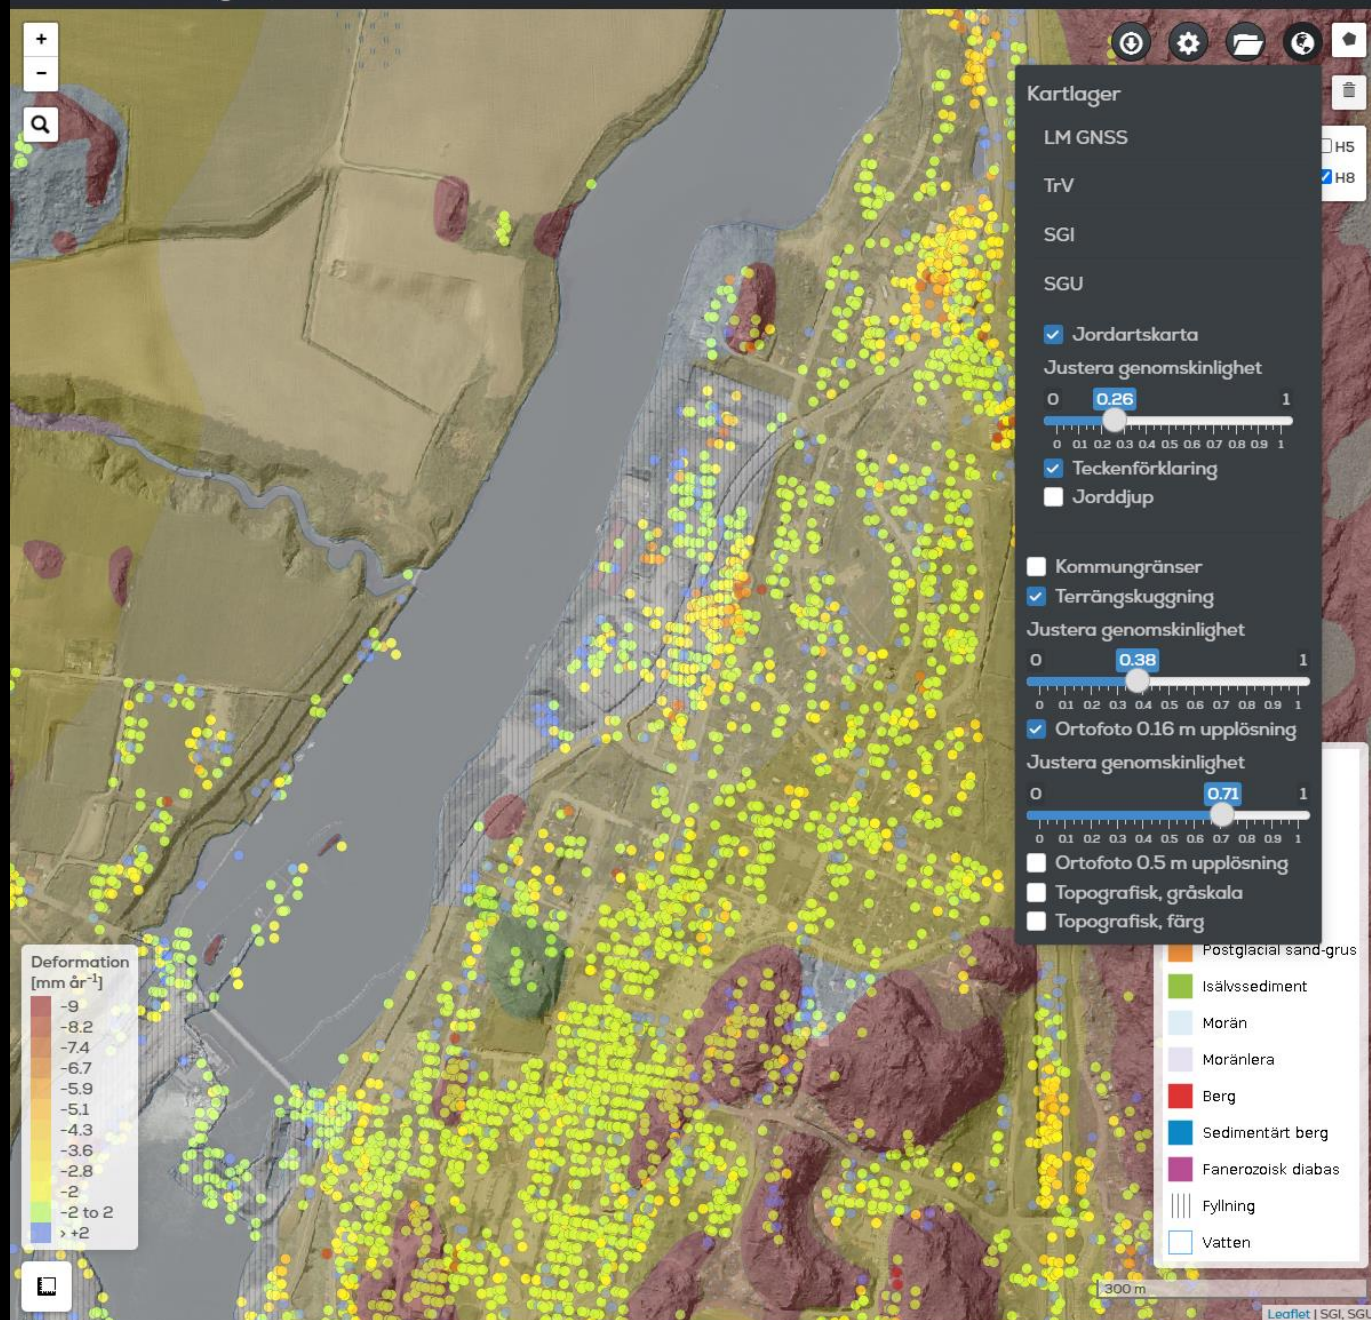 +
−
Kartlager
LM GNSS
TrV
SGI
SGU
H5
H8
Jordartskarta
Justera genomskinlighet
0 0.26 1
0 0.1 0.2 0.3 0.4 0.5 0.6 0.7 0.8 0.9 1
Teckenförklaring
Jorddjup
Kommungränser
Terrängskuggning
Justera genomskinlighet
0 0.38 1
0 0.1 0.2 0.3 0.4 0.5 0.6 0.7 0.8 0.9 1
Ortofoto 0.16 m upplösning
Justera genomskinlighet
0 0.71 1
0 0.1 0.2 0.3 0.4 0.5 0.6 0.7 0.8 0.9 1
Ortofoto 0.5 m upplösning
Topografisk, gråskala
Topografisk, färg
Postglacial sand-grus
Isälvssediment
Morän
Moränlera
Berg
Sedimentärt berg
Fanerozoisk diabas
Fyllning
Vatten
Deformation
[mm år⁻¹]
-9
-8.2
-7.4
-6.7
-5.9
-5.1
-4.3
-3.6
-2.8
-2
-2 to 2
> +2
300 m
Leaflet | SGI, SGU